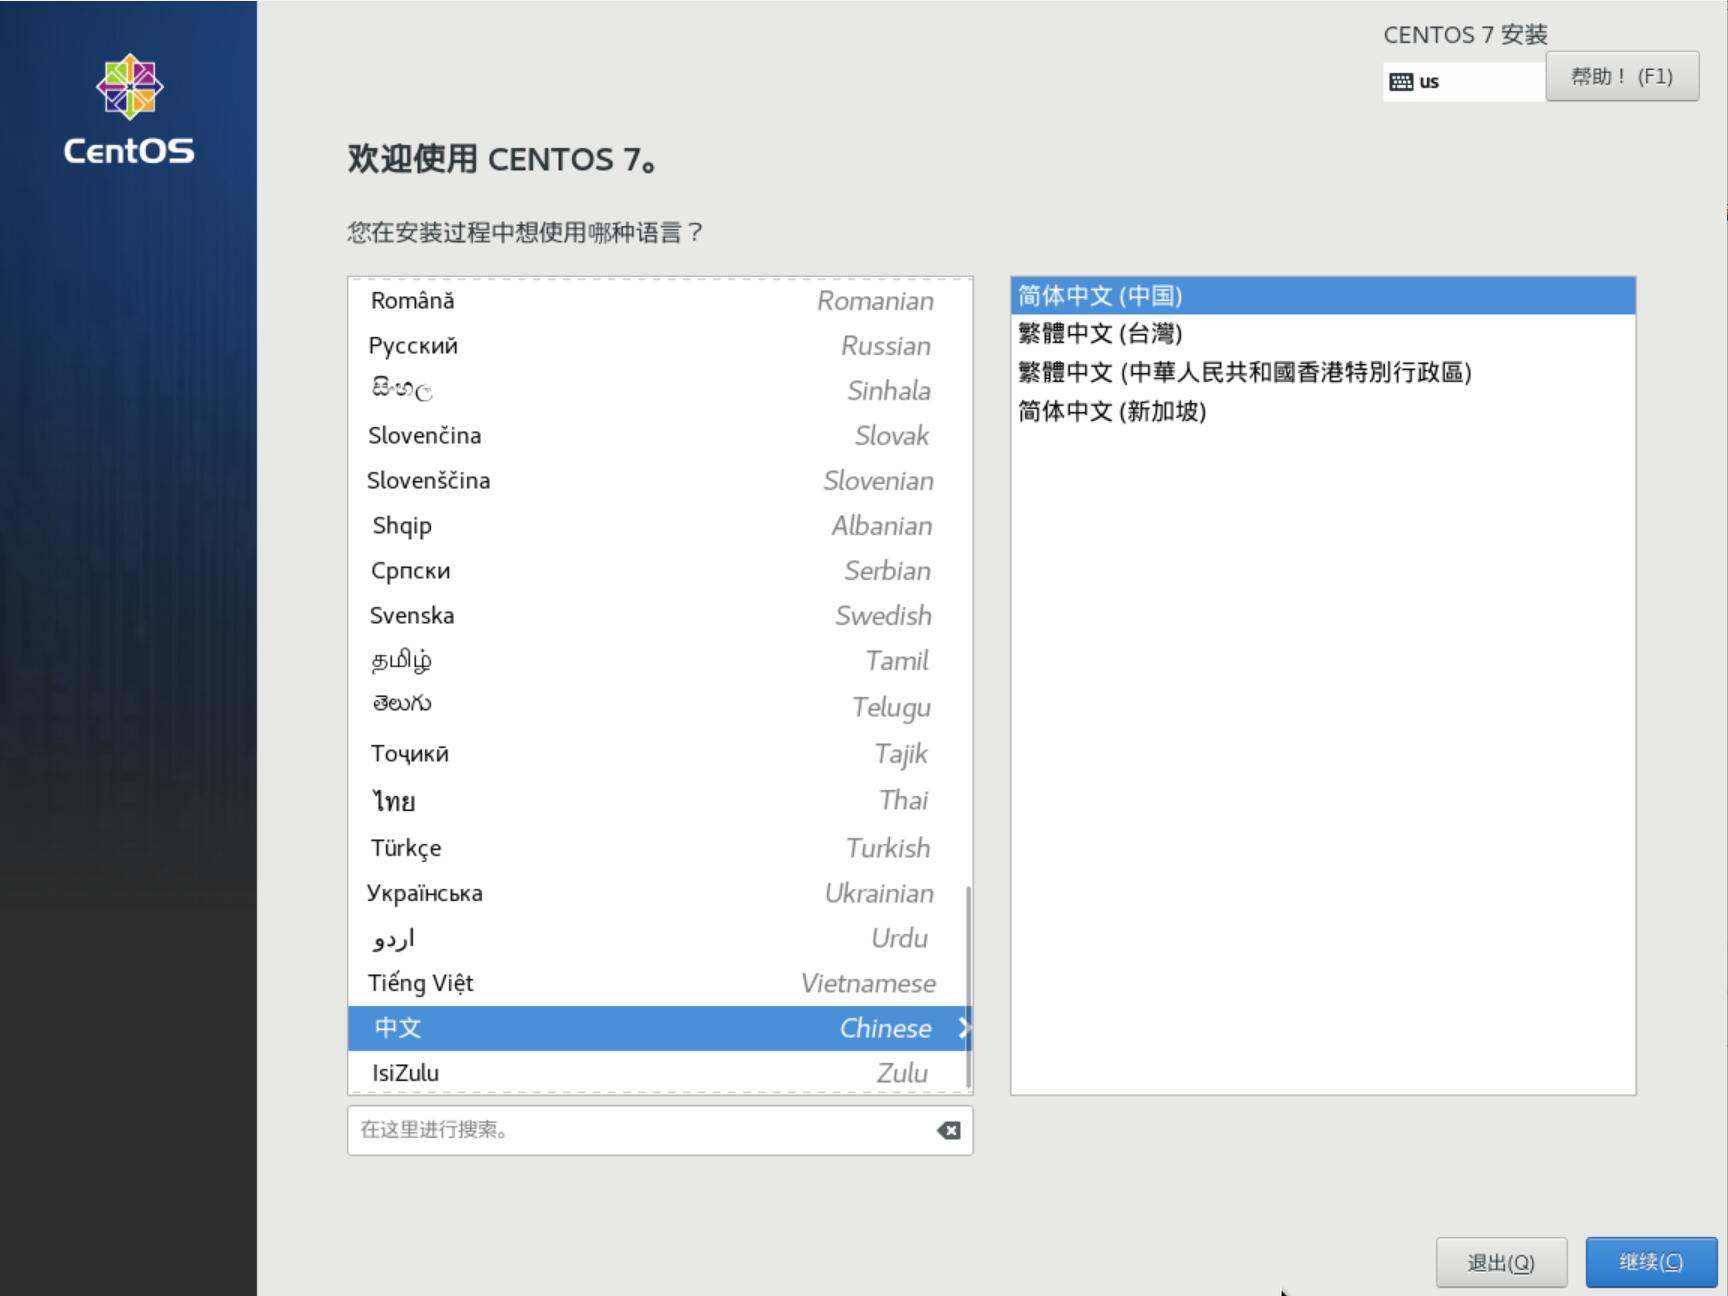 CentOS
CENTOS 7 安装
us
帮助！ (F1)
欢迎使用 CENTOS 7。
您在安装过程中想使用哪种语言？
Română Romanian
Русский Russian
සිංහල Sinhala
Slovenčina Slovak
Slovenščina Slovenian
Shqip Albanian
Српски Serbian
Svenska Swedish
தமிழ் Tamil
తెలుగు Telugu
Тоҷикӣ Tajik
ไทย Thai
Türkçe Turkish
Українська Ukrainian
اردو Urdu
Tiếng Việt Vietnamese
中文 Chinese
IsiZulu Zulu
在这里进行搜索。
简体中文 (中国)
繁體中文 (台灣)
繁體中文 (中華人民共和國香港特別行政區)
简体中文 (新加坡)
退出(Q)
继续(C)